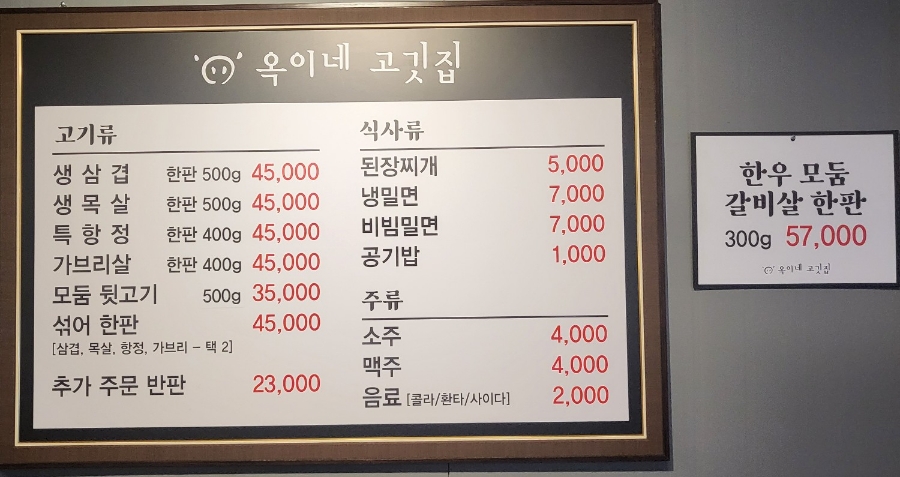 옥이네 고깃집
고기류
생 삼 겹 한판 500g 45,000
생 목 살 한판 500g 45,000
특 항 정 한판 400g 45,000
가브리살 한판 400g 45,000
모둠 뒷고기 500g 35,000
섞어 한판 45,000
[삼겹, 목살, 항정, 가브리 - 택 2]
추가 주문 반판 23,000
식사류
된장찌개 5,000
냉밀면 7,000
비빔밀면 7,000
공기밥 1,000
주류
소주 4,000
맥주 4,000
음료 [콜라/환타/사이다] 2,000
한우 모둠
갈비살 한판
300g 57,000
옥이네 고깃집